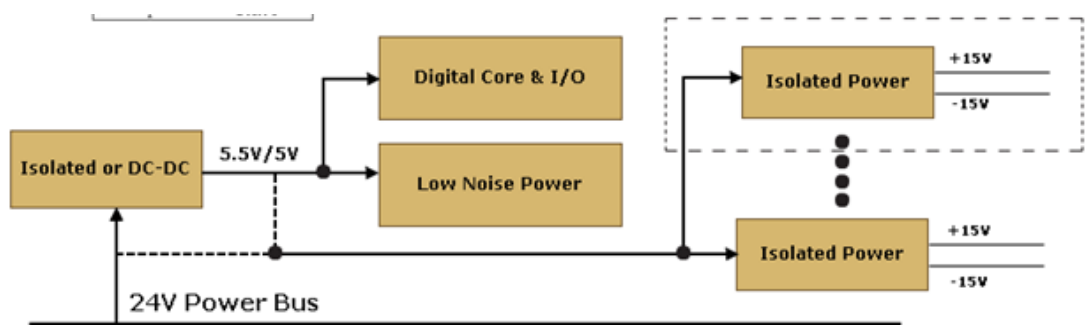 Digital Core & I/O
Isolated Power
+15V
-15V
Isolated or DC-DC
5.5V/5V
Low Noise Power
Isolated Power
+15V
-15V
24V Power Bus